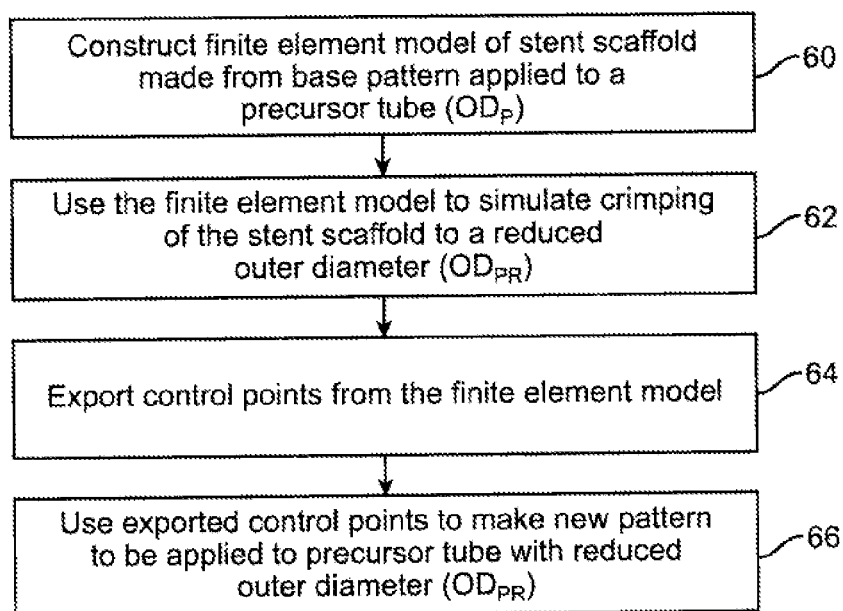 Construct finite element model of stent scaffold
made from base pattern applied to a
precursor tube (OD_P)
60
Use the finite element model to simulate crimping
of the stent scaffold to a reduced
outer diameter (OD_PR)
62
Export control points from the finite element model
64
Use exported control points to make new pattern
to be applied to precursor tube with reduced
outer diameter (OD_PR)
66